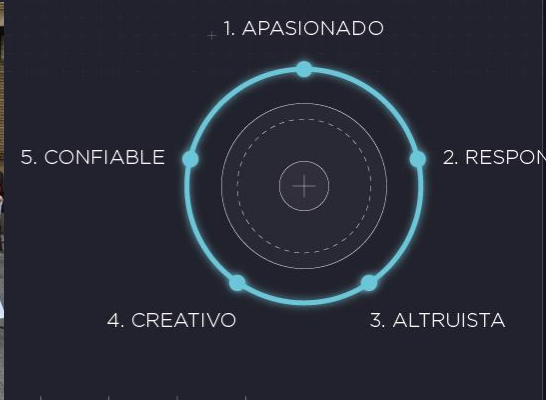 1. APASIONADO
5. CONFIABLE
2. RESPON
4. CREATIVO
3. ALTRUISTA